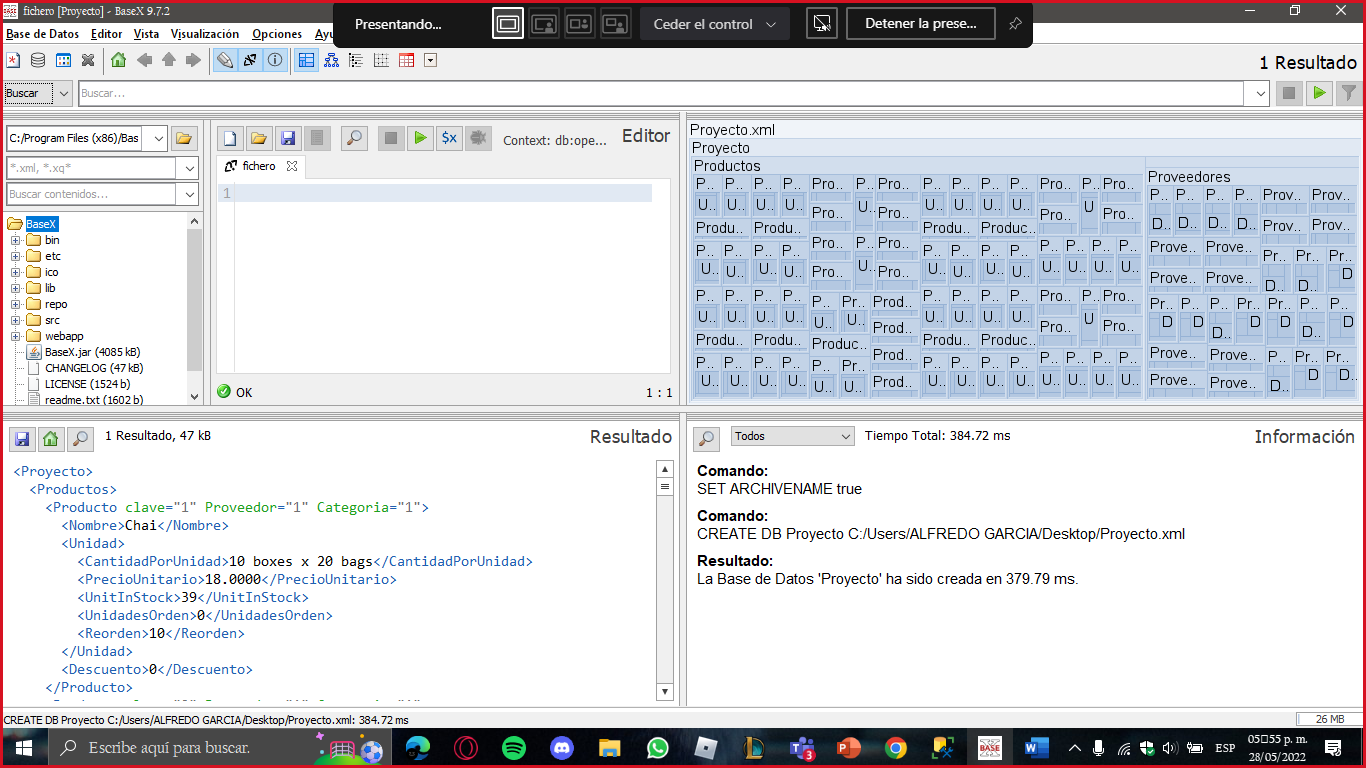 fichero [Proyecto] - BaseX 9.7.2
Presentando...
Ceder el control
Detener la prese...
Base de Datos Editor Vista Visualización Opciones Ayu
1 Resultado
Buscar
Buscar...
C:/Program Files (x86)/Bas
*.xml, *.xq*
Buscar contenidos...
BaseX
bin
etc
ico
lib
repo
src
webapp
BaseX.jar (4085 kB)
CHANGELOG (47 kB)
LICENSE (1524 b)
readme.txt (1602 b)
Context: db:ope...
Editor
fichero
1
OK
1 : 1
Proyecto.xml
Proyecto
Productos
Proveedores
1 Resultado, 47 kB
Resultado
<Proyecto>
<Productos>
<Producto clave="1" Proveedor="1" Categoria="1">
<Nombre>Chai</Nombre>
<Unidad>
<CantidadPorUnidad>10 boxes x 20 bags</CantidadPorUnidad>
<PrecioUnitario>18.0000</PrecioUnitario>
<UnitInStock>39</UnitInStock>
<UnidadesOrden>0</UnidadesOrden>
<Reorden>10</Reorden>
</Unidad>
<Descuento>0</Descuento>
</Producto>
Todos
Tiempo Total: 384.72 ms
Información
Comando:
SET ARCHIVENAME true
Comando:
CREATE DB Proyecto C:/Users/ALFREDO GARCIA/Desktop/Proyecto.xml
Resultado:
La Base de Datos 'Proyecto' ha sido creada en 379.79 ms.
CREATE DB Proyecto C:/Users/ALFREDO GARCIA/Desktop/Proyecto.xml: 384.72 ms
26 MB
Escribe aquí para buscar.
3
BASE
ESP
05:55 p. m.
28/05/2022